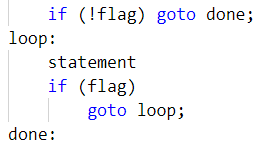 if (!flag) goto done;
loop:
    statement
    if (flag)
        goto loop;
done: